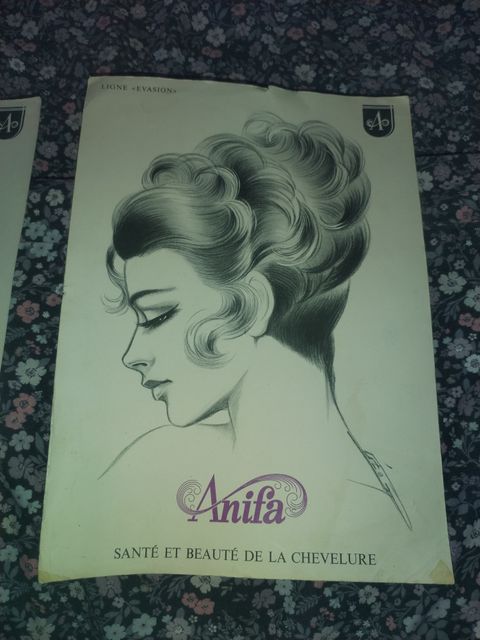 LIGNE «EVASION»
A
A
Anifa
SANTÉ ET BEAUTÉ DE LA CHEVELURE